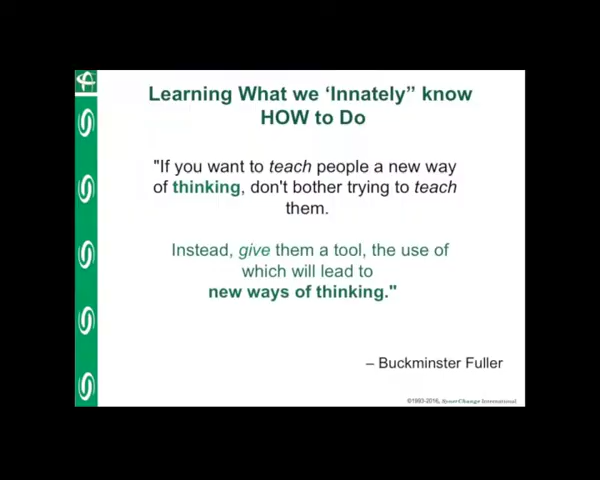 Learning What we ‘Innately” know
HOW to Do
"If you want to teach people a new way
of thinking, don't bother trying to teach
them.
Instead, give them a tool, the use of
which will lead to
new ways of thinking."
– Buckminster Fuller
©1993-2016, SynerChange International